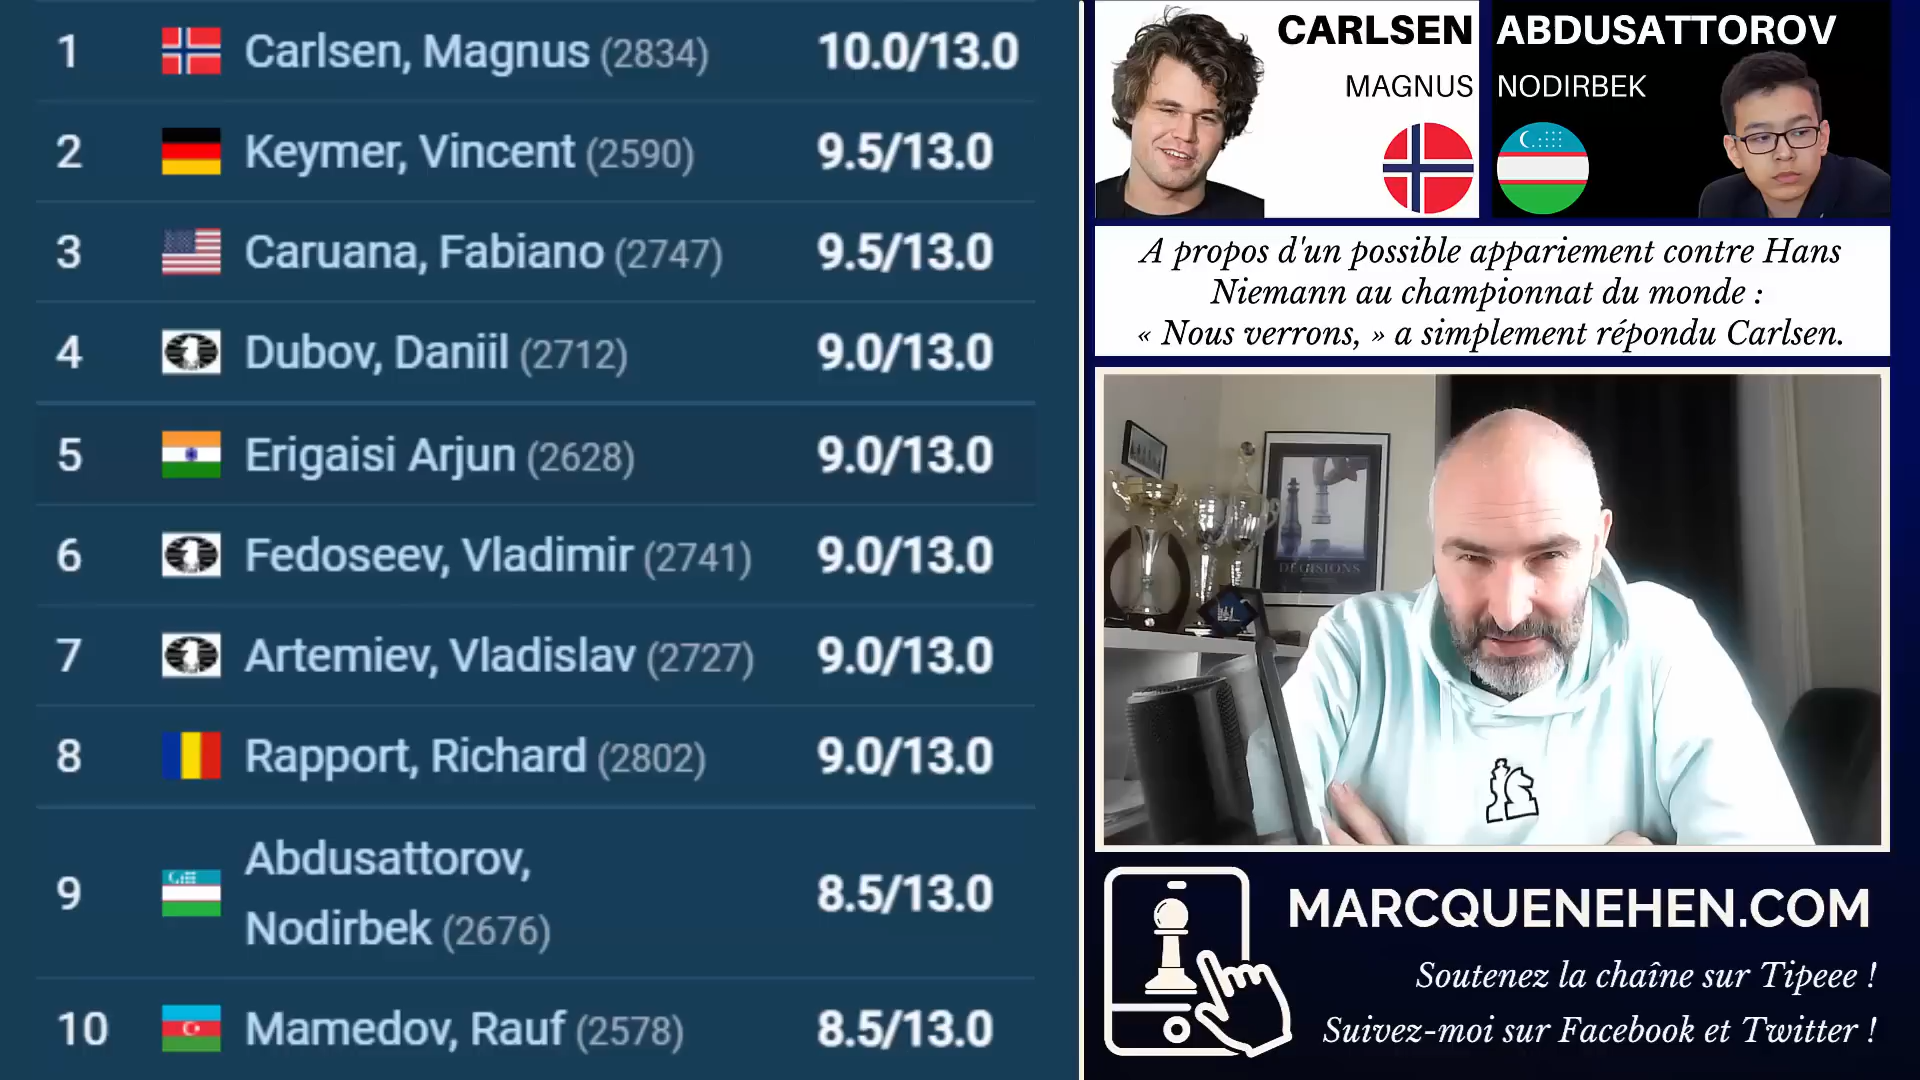 1 Carlsen, Magnus (2834) 10.0/13.0
2 Keymer, Vincent (2590) 9.5/13.0
3 Caruana, Fabiano (2747) 9.5/13.0
4 Dubov, Daniil (2712) 9.0/13.0
5 Erigaisi Arjun (2628) 9.0/13.0
6 Fedoseev, Vladimir (2741) 9.0/13.0
7 Artemiev, Vladislav (2727) 9.0/13.0
8 Rapport, Richard (2802) 9.0/13.0
9 Abdusattorov,
Nodirbek (2676) 8.5/13.0
10 Mamedov, Rauf (2578) 8.5/13.0
CARLSEN
MAGNUS
ABDUSATTOROV
NODIRBEK
A propos d'un possible appariement contre Hans
Niemann au championnat du monde :
« Nous verrons, » a simplement répondu Carlsen.
DECISIONS
MARCQUENEHEN.COM
Soutenez la chaîne sur Tipeee !
Suivez-moi sur Facebook et Twitter !